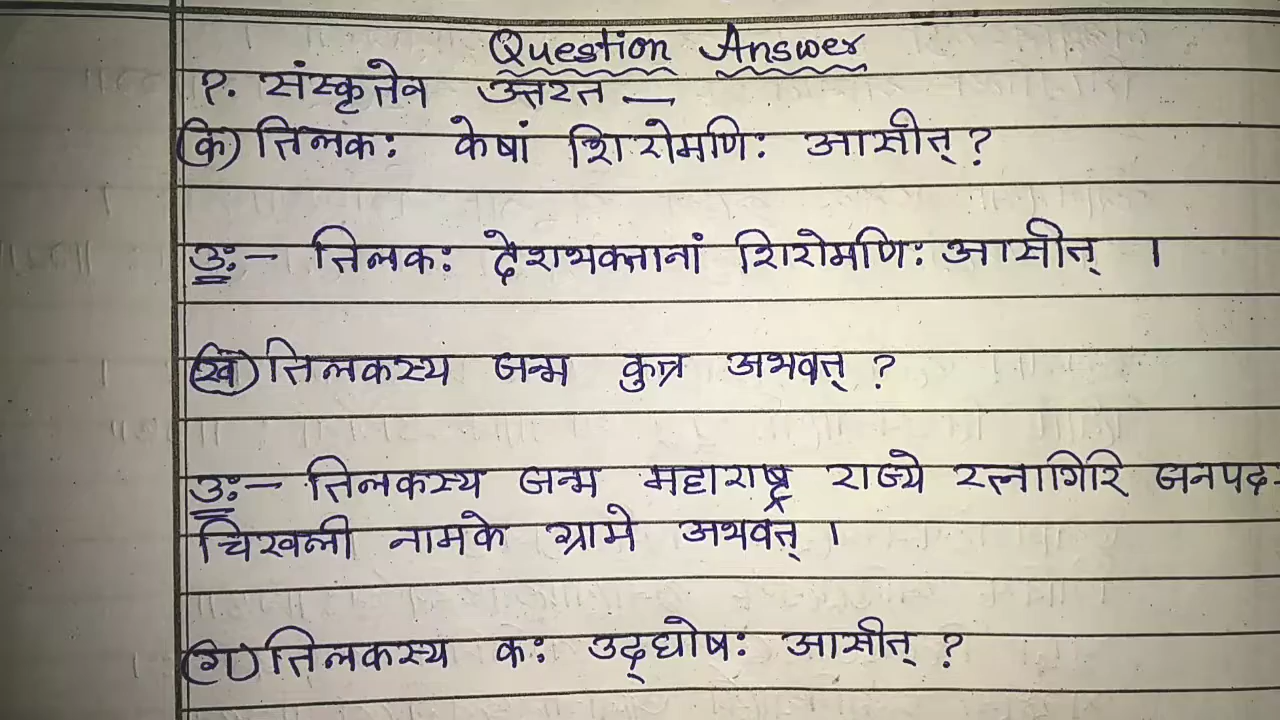 Question Answer
१. संस्कृतेन उत्तरत —
(क) तिलकः केषां शिरोमणिः आसीत्?
उः- तिलकः देशभक्तानां शिरोमणिः आसीत् ।
(ख) तिलकस्य जन्म कुत्र अभवत् ?
उः- तिलकस्य जन्म महाराष्ट्र राज्ये रत्नागिरि जनपद-
चिखली नामके ग्रामे अभवत् ।
(ग) तिलकस्य कः उद्घोषः आसीत् ?